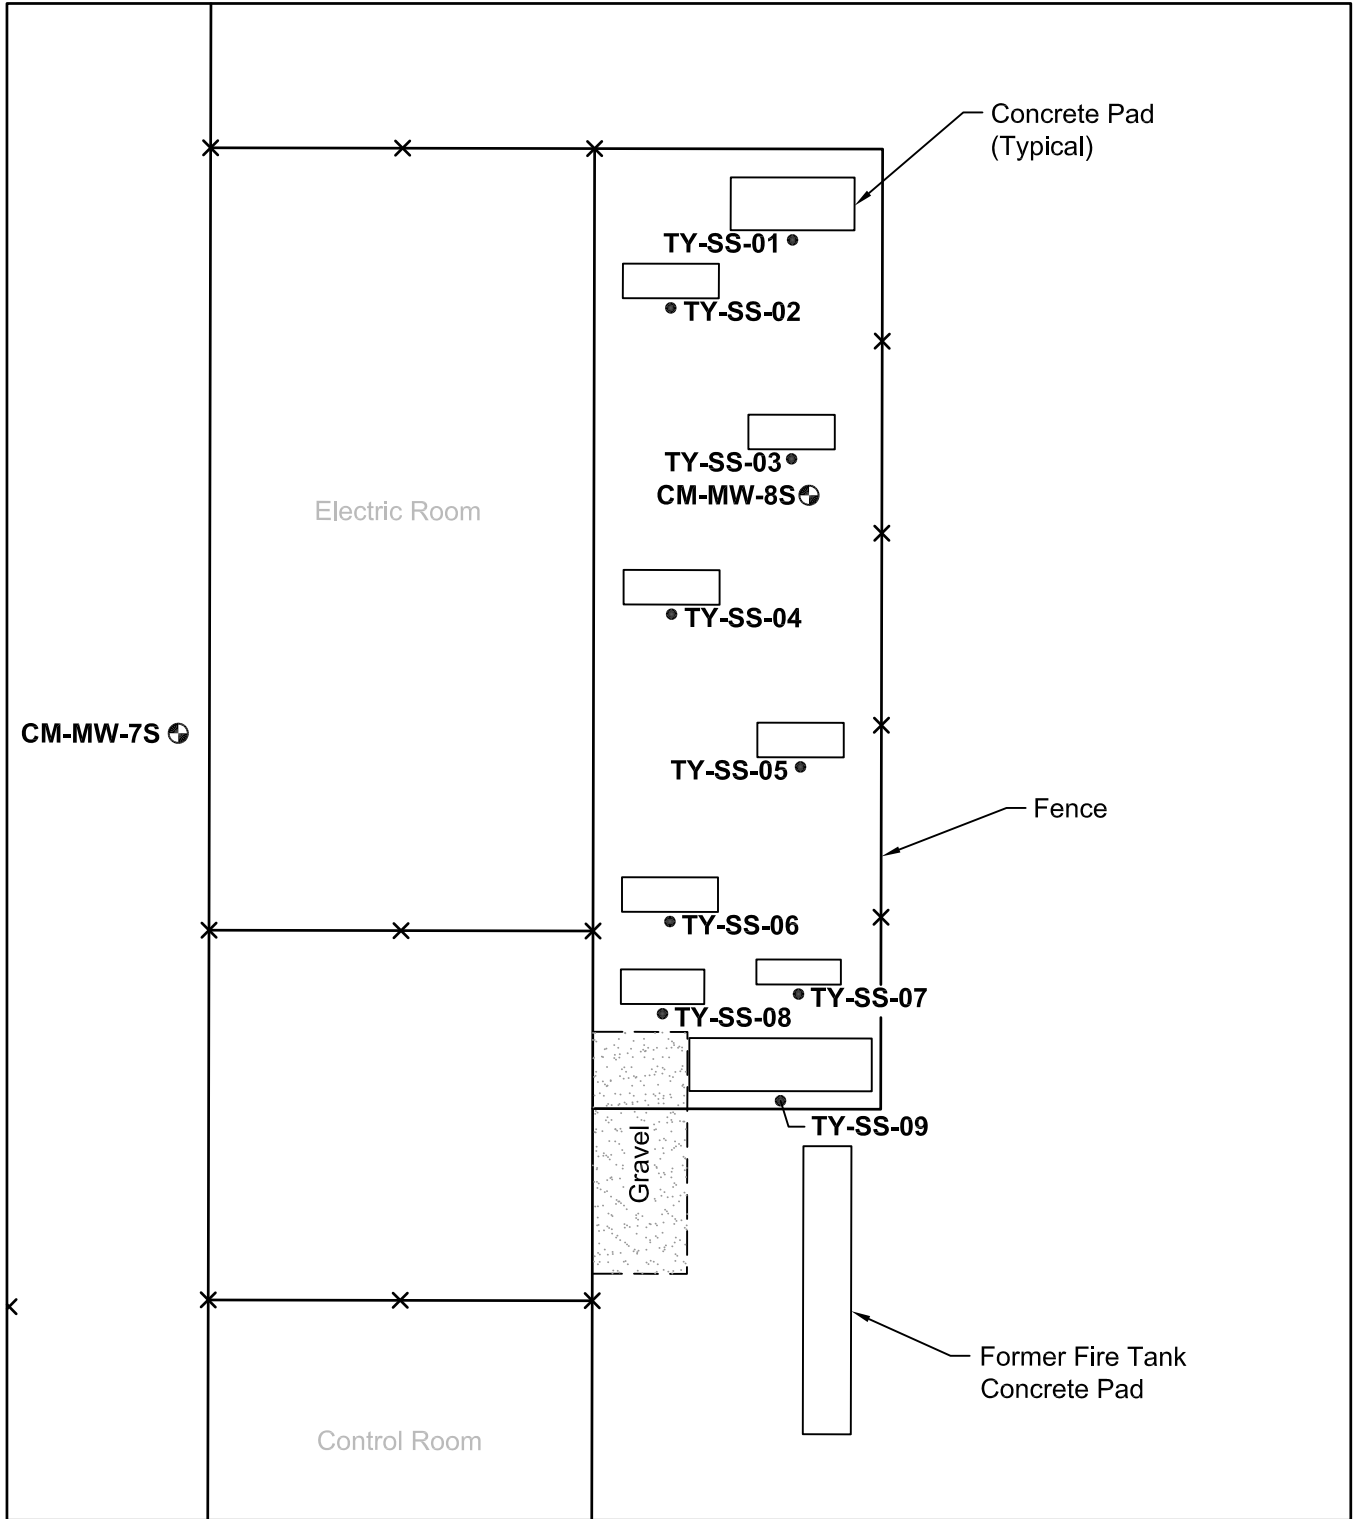 Concrete Pad
(Typical)
TY-SS-01
TY-SS-02
TY-SS-03
CM-MW-8S
Electric Room
TY-SS-04
CM-MW-7S
TY-SS-05
Fence
TY-SS-06
TY-SS-07
TY-SS-08
TY-SS-09
Gravel
Former Fire Tank
Concrete Pad
Control Room